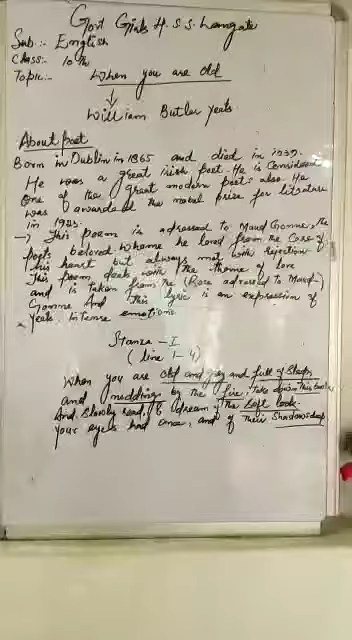 Govt Girls H.S.S. Langate
Sub:- English
Class:- 10th
Topic:- When you are old
↓
William Butler Yeats
About Poet
Born in Dublin in 1865 and died in 1939.
He was a great irish poet. He is Considered
One of the great modern poets also. He
was awarded the nobel prize for litrature
in 1923.
→ This poem is adressed to Maud Gonne, the
Poet's beloved whome he loved from the Core of
his heart but always met with Rejection
This poem deals with the theme of love
and is taken from the (Rose adressed to Maud
Gonne And This lyric is an expression of
Yeats. Intense emotions
Stanza - I
(line 1-4)
When you are old and grey and full of Sleep
and nodding by the fire, take down this book
And slowly read, & dream of the soft look
Your eyes had once, and of their Shadows deep